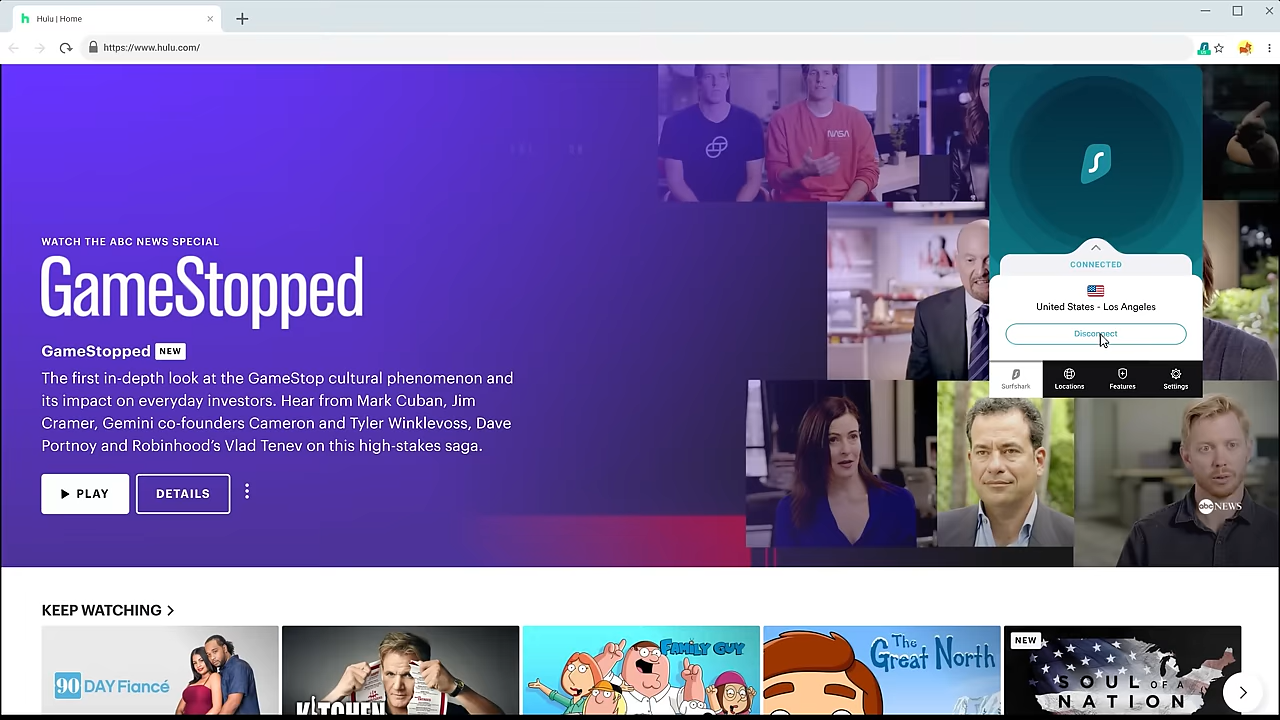 Hulu | Home
https://www.hulu.com/
NASA
WATCH THE ABC NEWS SPECIAL
GameStopped
GameStopped NEW
The first in-depth look at the GameStop cultural phenomenon and
its impact on everyday investors. Hear from Mark Cuban, Jim
Cramer, Gemini co-founders Cameron and Tyler Winklevoss, Dave
Portnoy and Robinhood's Vlad Tenev on this high-stakes saga.
PLAY
DETAILS
CONNECTED
United States - Los Angeles
Disconnect
Surfshark
Locations
Features
Settings
abc NEWS
KEEP WATCHING
90 DAY Fiancé
KITCHEN
FAMILY GUY
The
Great North
NEW
SOUL OF A
NATION